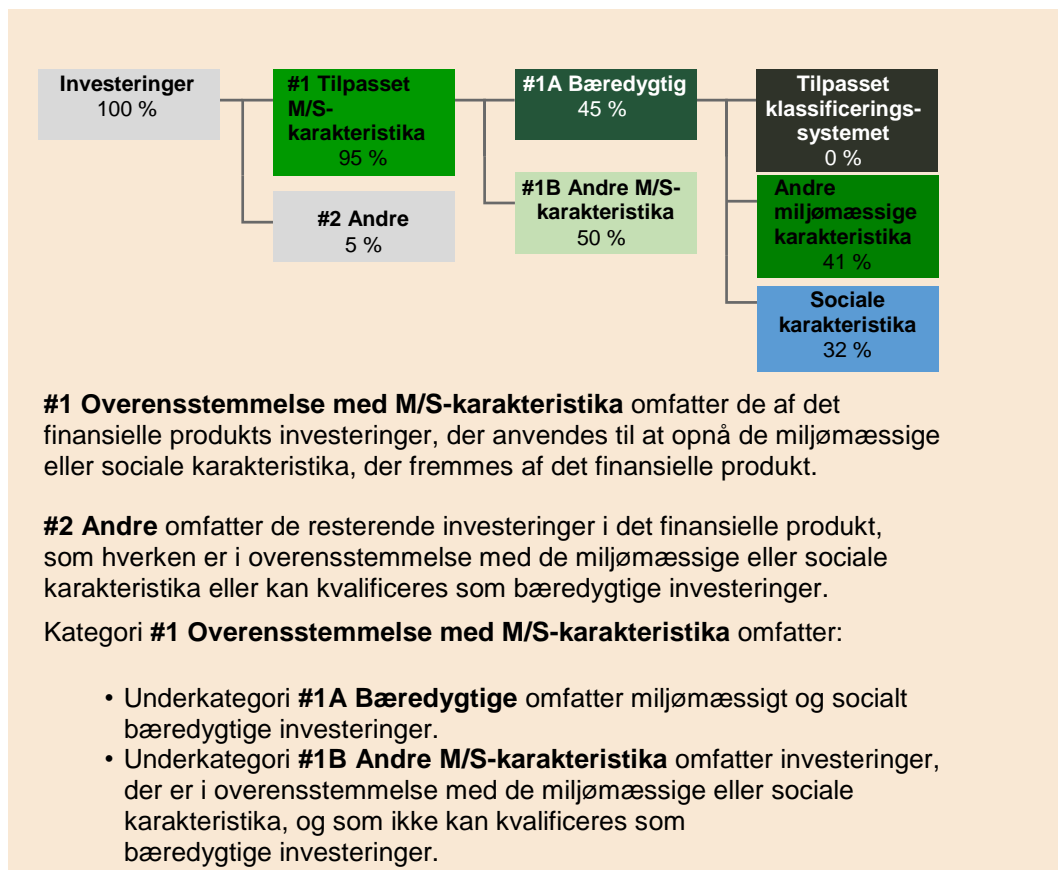 Investeringer
100 %
#1 Tilpasset
M/S-
karakteristika
95 %
#2 Andre
5 %
#1A Bæredygtig
45 %
#1B Andre M/S-
karakteristika
50 %
Tilpasset
klassificerings-
systemet
0 %
Andre
miljømæssige
karakteristika
41 %
Sociale
karakteristika
32 %
#1 Overensstemmelse med M/S-karakteristika omfatter de af det
finansielle produkts investeringer, der anvendes til at opnå de miljømæssige
eller sociale karakteristika, der fremmes af det finansielle produkt.
#2 Andre omfatter de resterende investeringer i det finansielle produkt,
som hverken er i overensstemmelse med de miljømæssige eller sociale
karakteristika eller kan kvalificeres som bæredygtige investeringer.
Kategori #1 Overensstemmelse med M/S-karakteristika omfatter:
• Underkategori #1A Bæredygtige omfatter miljømæssigt og socialt
bæredygtige investeringer.
• Underkategori #1B Andre M/S-karakteristika omfatter investeringer,
der er i overensstemmelse med de miljømæssige eller sociale
karakteristika, og som ikke kan kvalificeres som
bæredygtige investeringer.